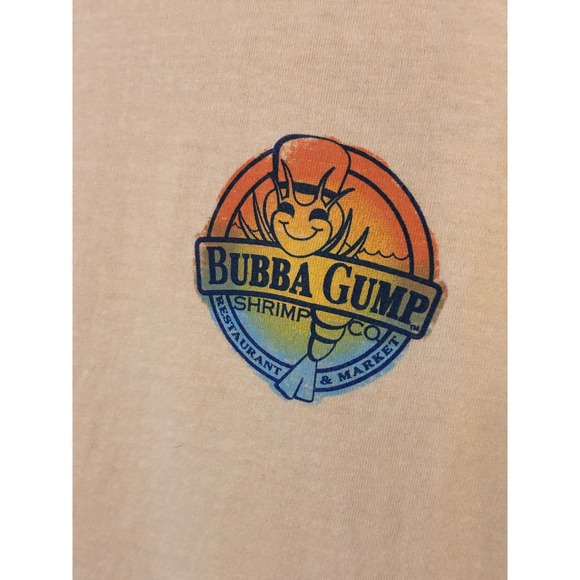 BUBBA GUMP
TM
SHRIMP CO.
RESTAURANT & MARKET